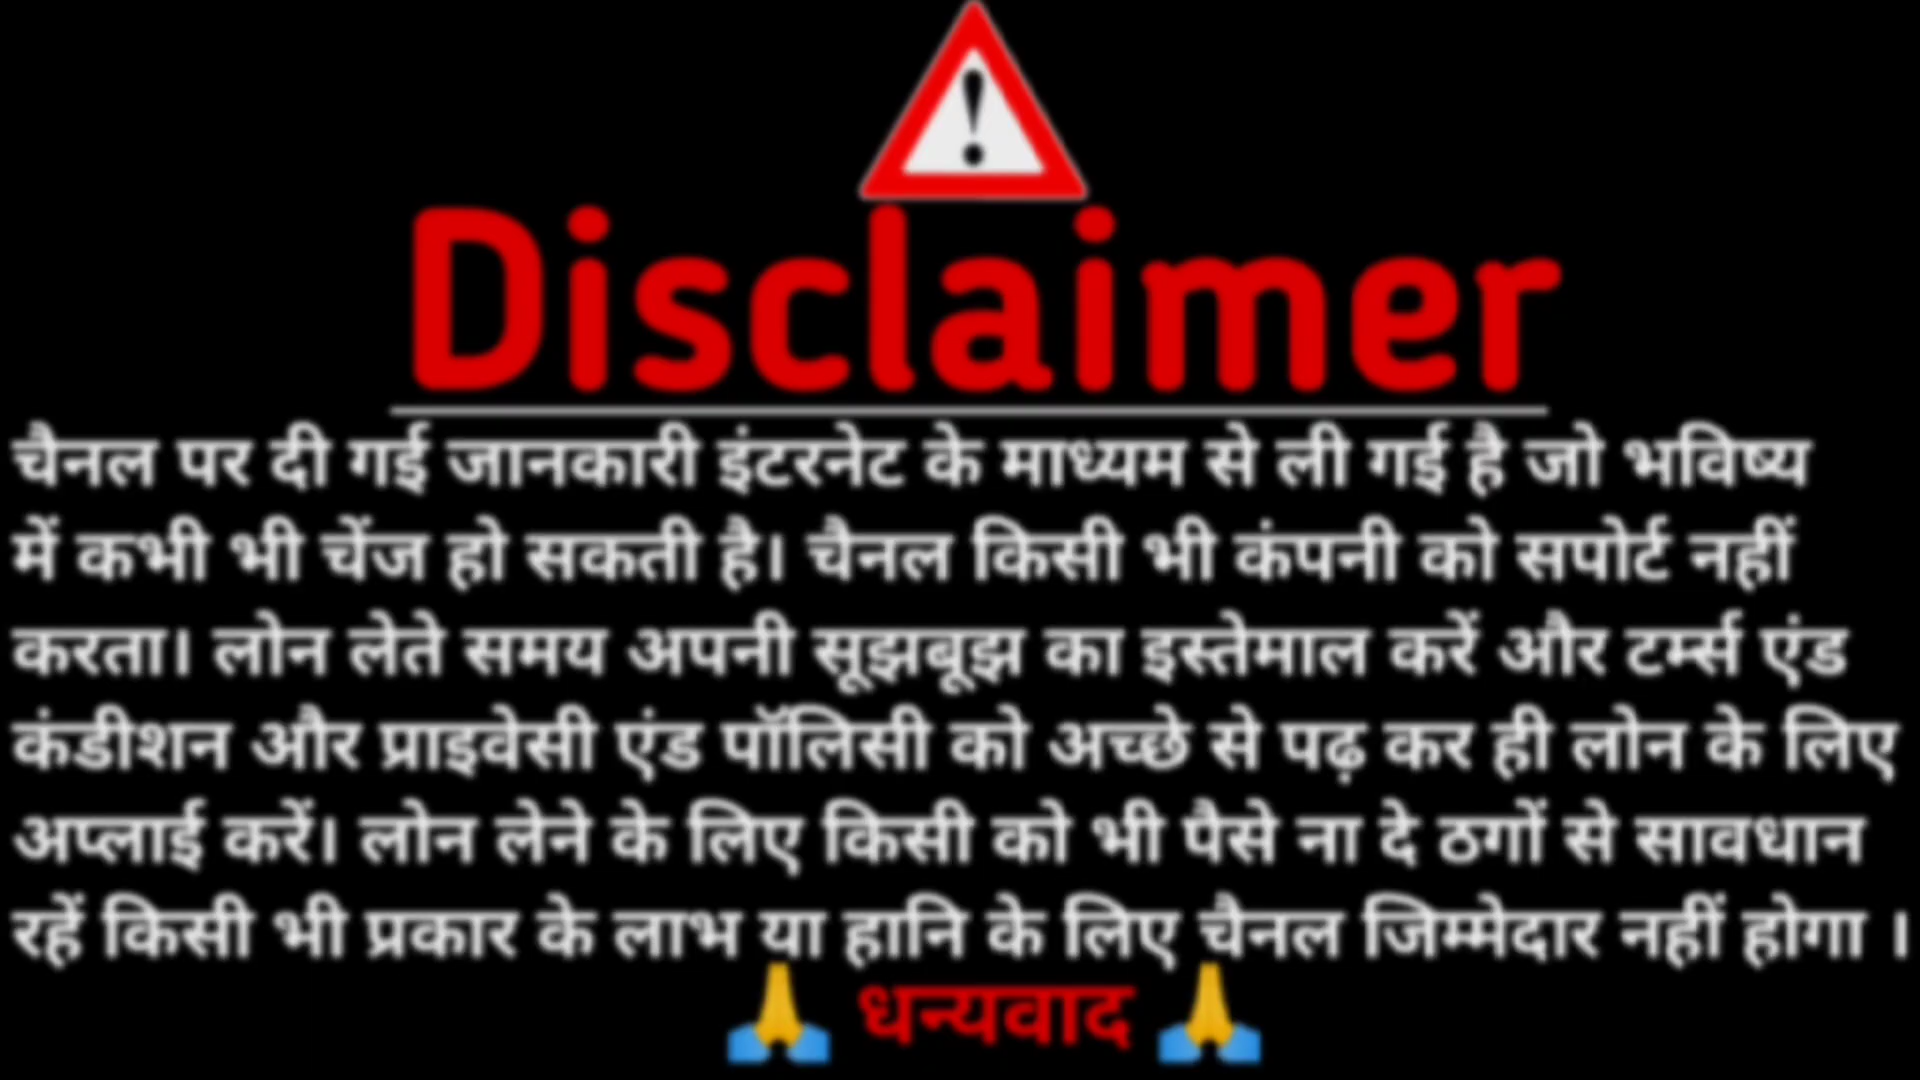 Disclaimer
चैनल पर दी गई जानकारी इंटरनेट के माध्यम से ली गई है जो भविष्य
में कभी भी चेंज हो सकती है। चैनल किसी भी कंपनी को सपोर्ट नहीं
करता। लोन लेते समय अपनी सूझबूझ का इस्तेमाल करें और टर्म्स एंड
कंडीशन और प्राइवेसी एंड पॉलिसी को अच्छे से पढ़ कर ही लोन के लिए
अप्लाई करें। लोन लेने के लिए किसी को भी पैसे ना दे ठगों से सावधान
रहें किसी भी प्रकार के लाभ या हानि के लिए चैनल जिम्मेदार नहीं होगा ।
🙏 धन्यवाद 🙏